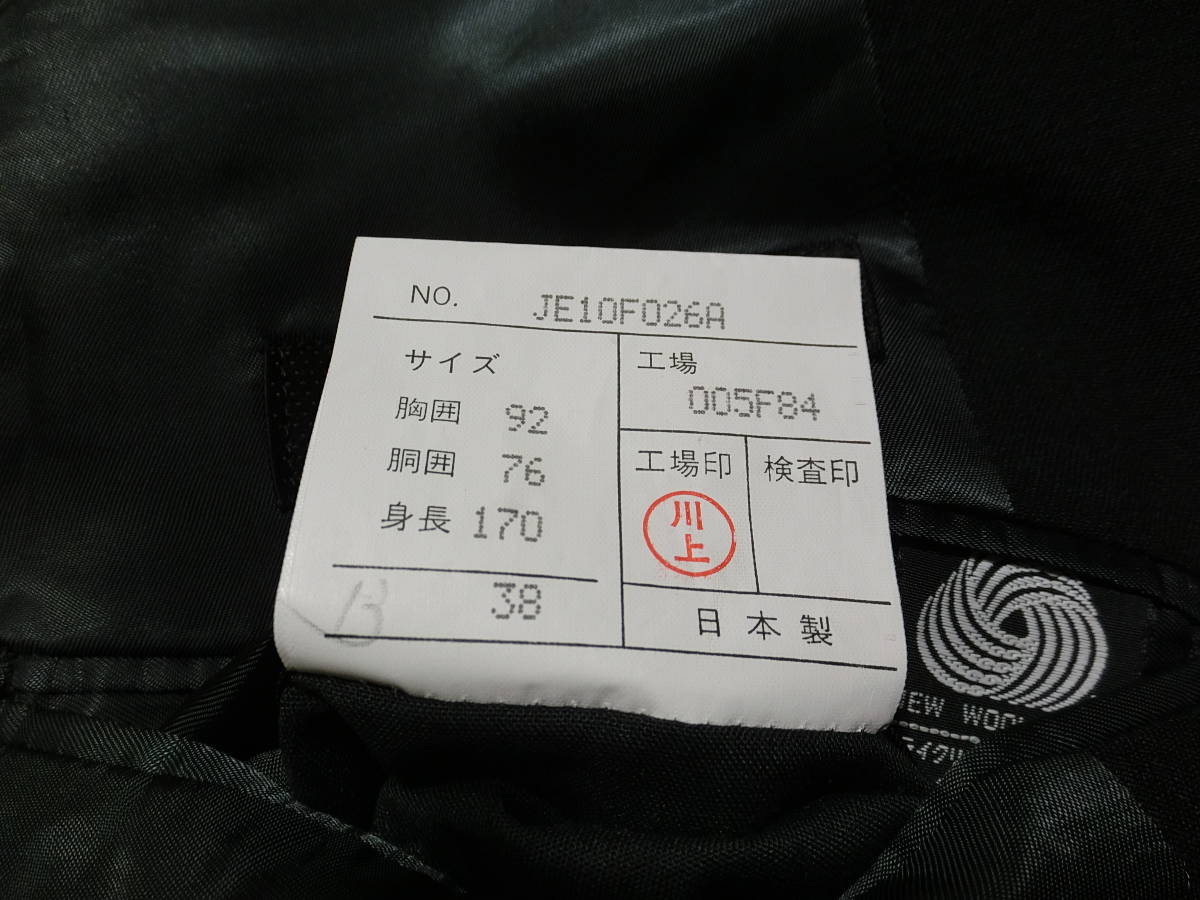 NO. JE10F026A
サイズ
胸囲 92
胴囲 76
身長 170
B 38
工場
005F84
工場印
川上
検査印
日本製